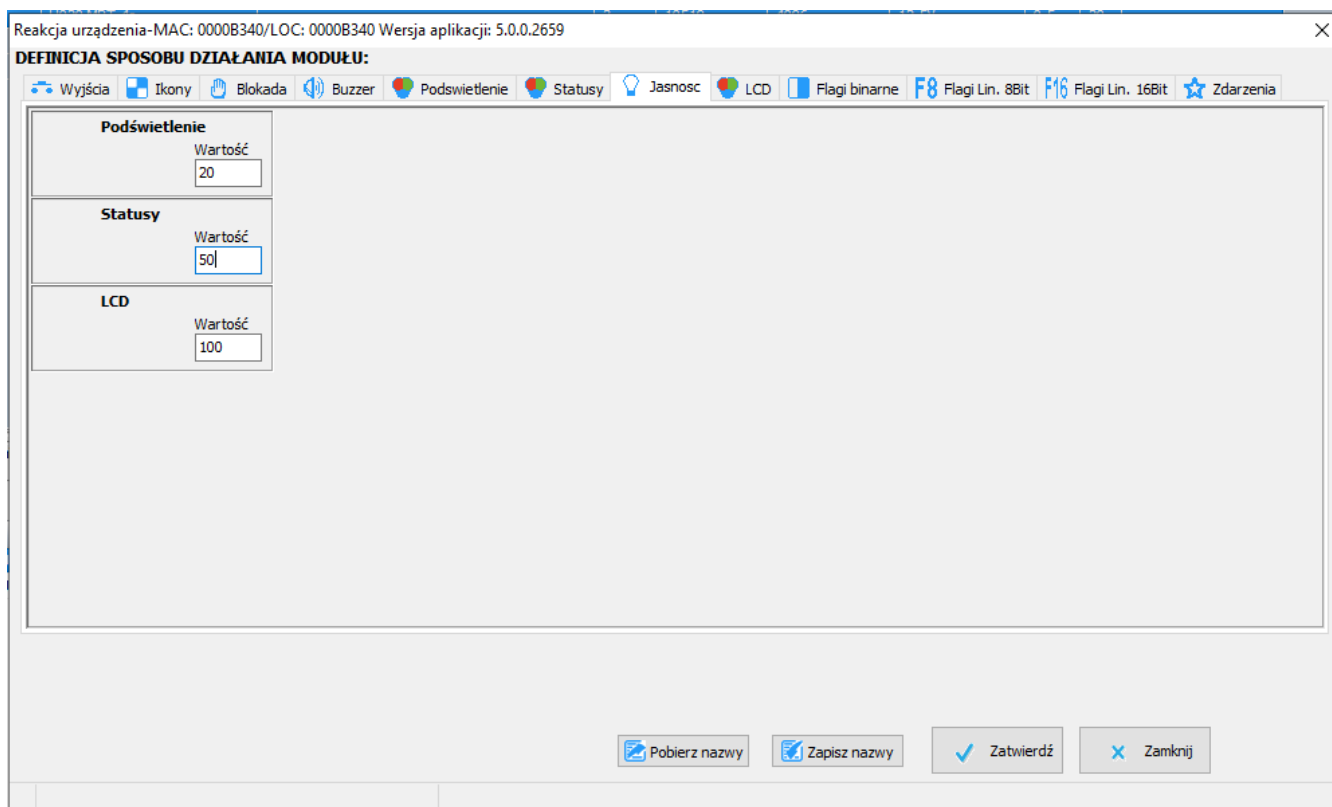 Reakcja urządzenia-MAC: 0000B340/LOC: 0000B340 Wersja aplikacji: 5.0.0.2659
DEFINICJA SPOSOBU DZIAŁANIA MODUŁU:
Wyjścia Ikony Blokada Buzzer Podswietlenie Statusy Jasnosc LCD Flagi binarne F8 Flagi Lin. 8Bit F16 Flagi Lin. 16Bit Zdarzenia
Podświetlenie
Wartość
20
Statusy
Wartość
50
LCD
Wartość
100
Pobierz nazwy Zapisz nazwy Zatwierdź Zamknij